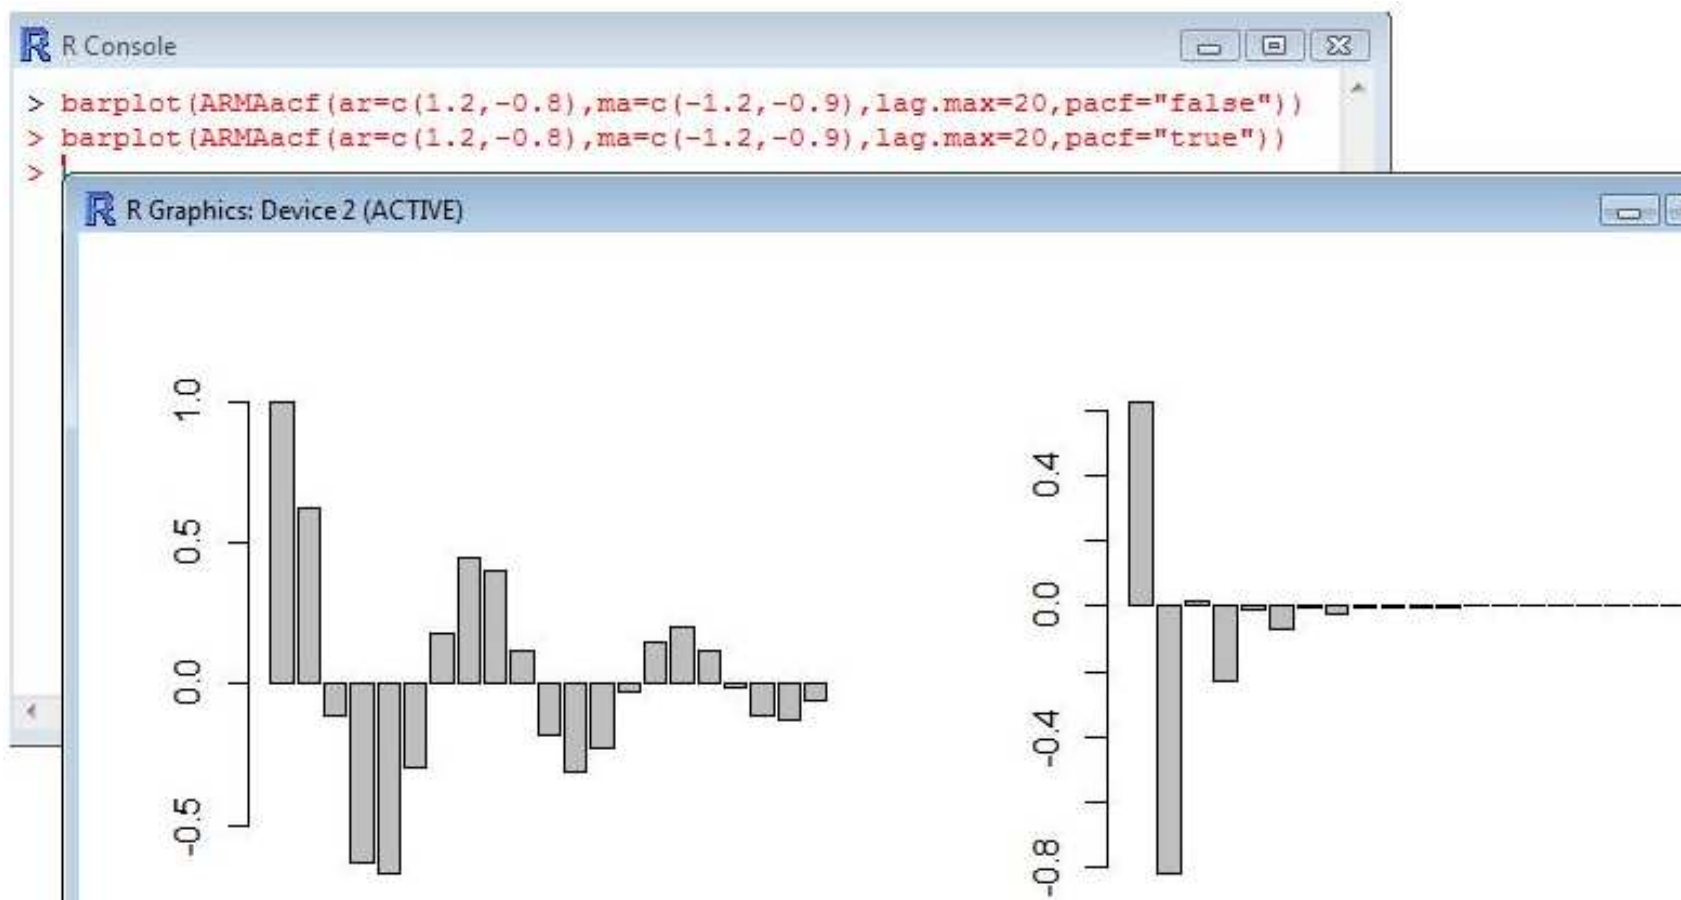 R Console
> barplot(ARMAacf(ar=c(1.2,-0.8),ma=c(-1.2,-0.9),lag.max=20,pacf="false"))
> barplot(ARMAacf(ar=c(1.2,-0.8),ma=c(-1.2,-0.9),lag.max=20,pacf="true"))
>
R Graphics: Device 2 (ACTIVE)
1.0
0.5
0.0
-0.5
0.4
0.0
-0.4
-0.8